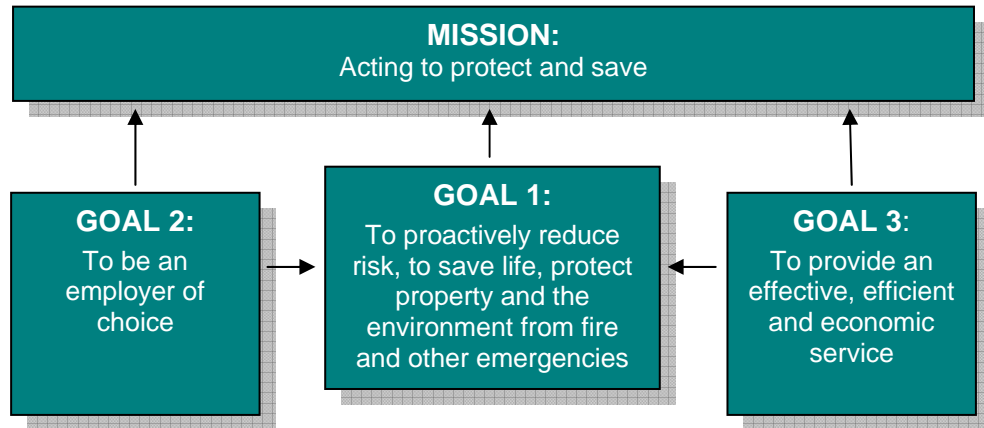 MISSION:
Acting to protect and save
GOAL 2:
To be an
employer of
choice
GOAL 1:
To proactively reduce
risk, to save life, protect
property and the
environment from fire
and other emergencies
GOAL 3:
To provide an
effective, efficient
and economic
service